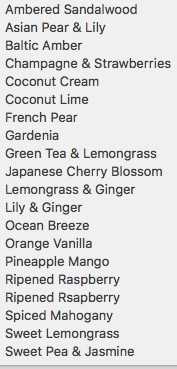 Ambered Sandalwood
Asian Pear & Lily
Baltic Amber
Champagne & Strawberries
Coconut Cream
Coconut Lime
French Pear
Gardenia
Green Tea & Lemongrass
Japanese Cherry Blossom
Lemongrass & Ginger
Lily & Ginger
Ocean Breeze
Orange Vanilla
Pineapple Mango
Ripened Raspberry
Ripened Rsapberry
Spiced Mahogany
Sweet Lemongrass
Sweet Pea & Jasmine